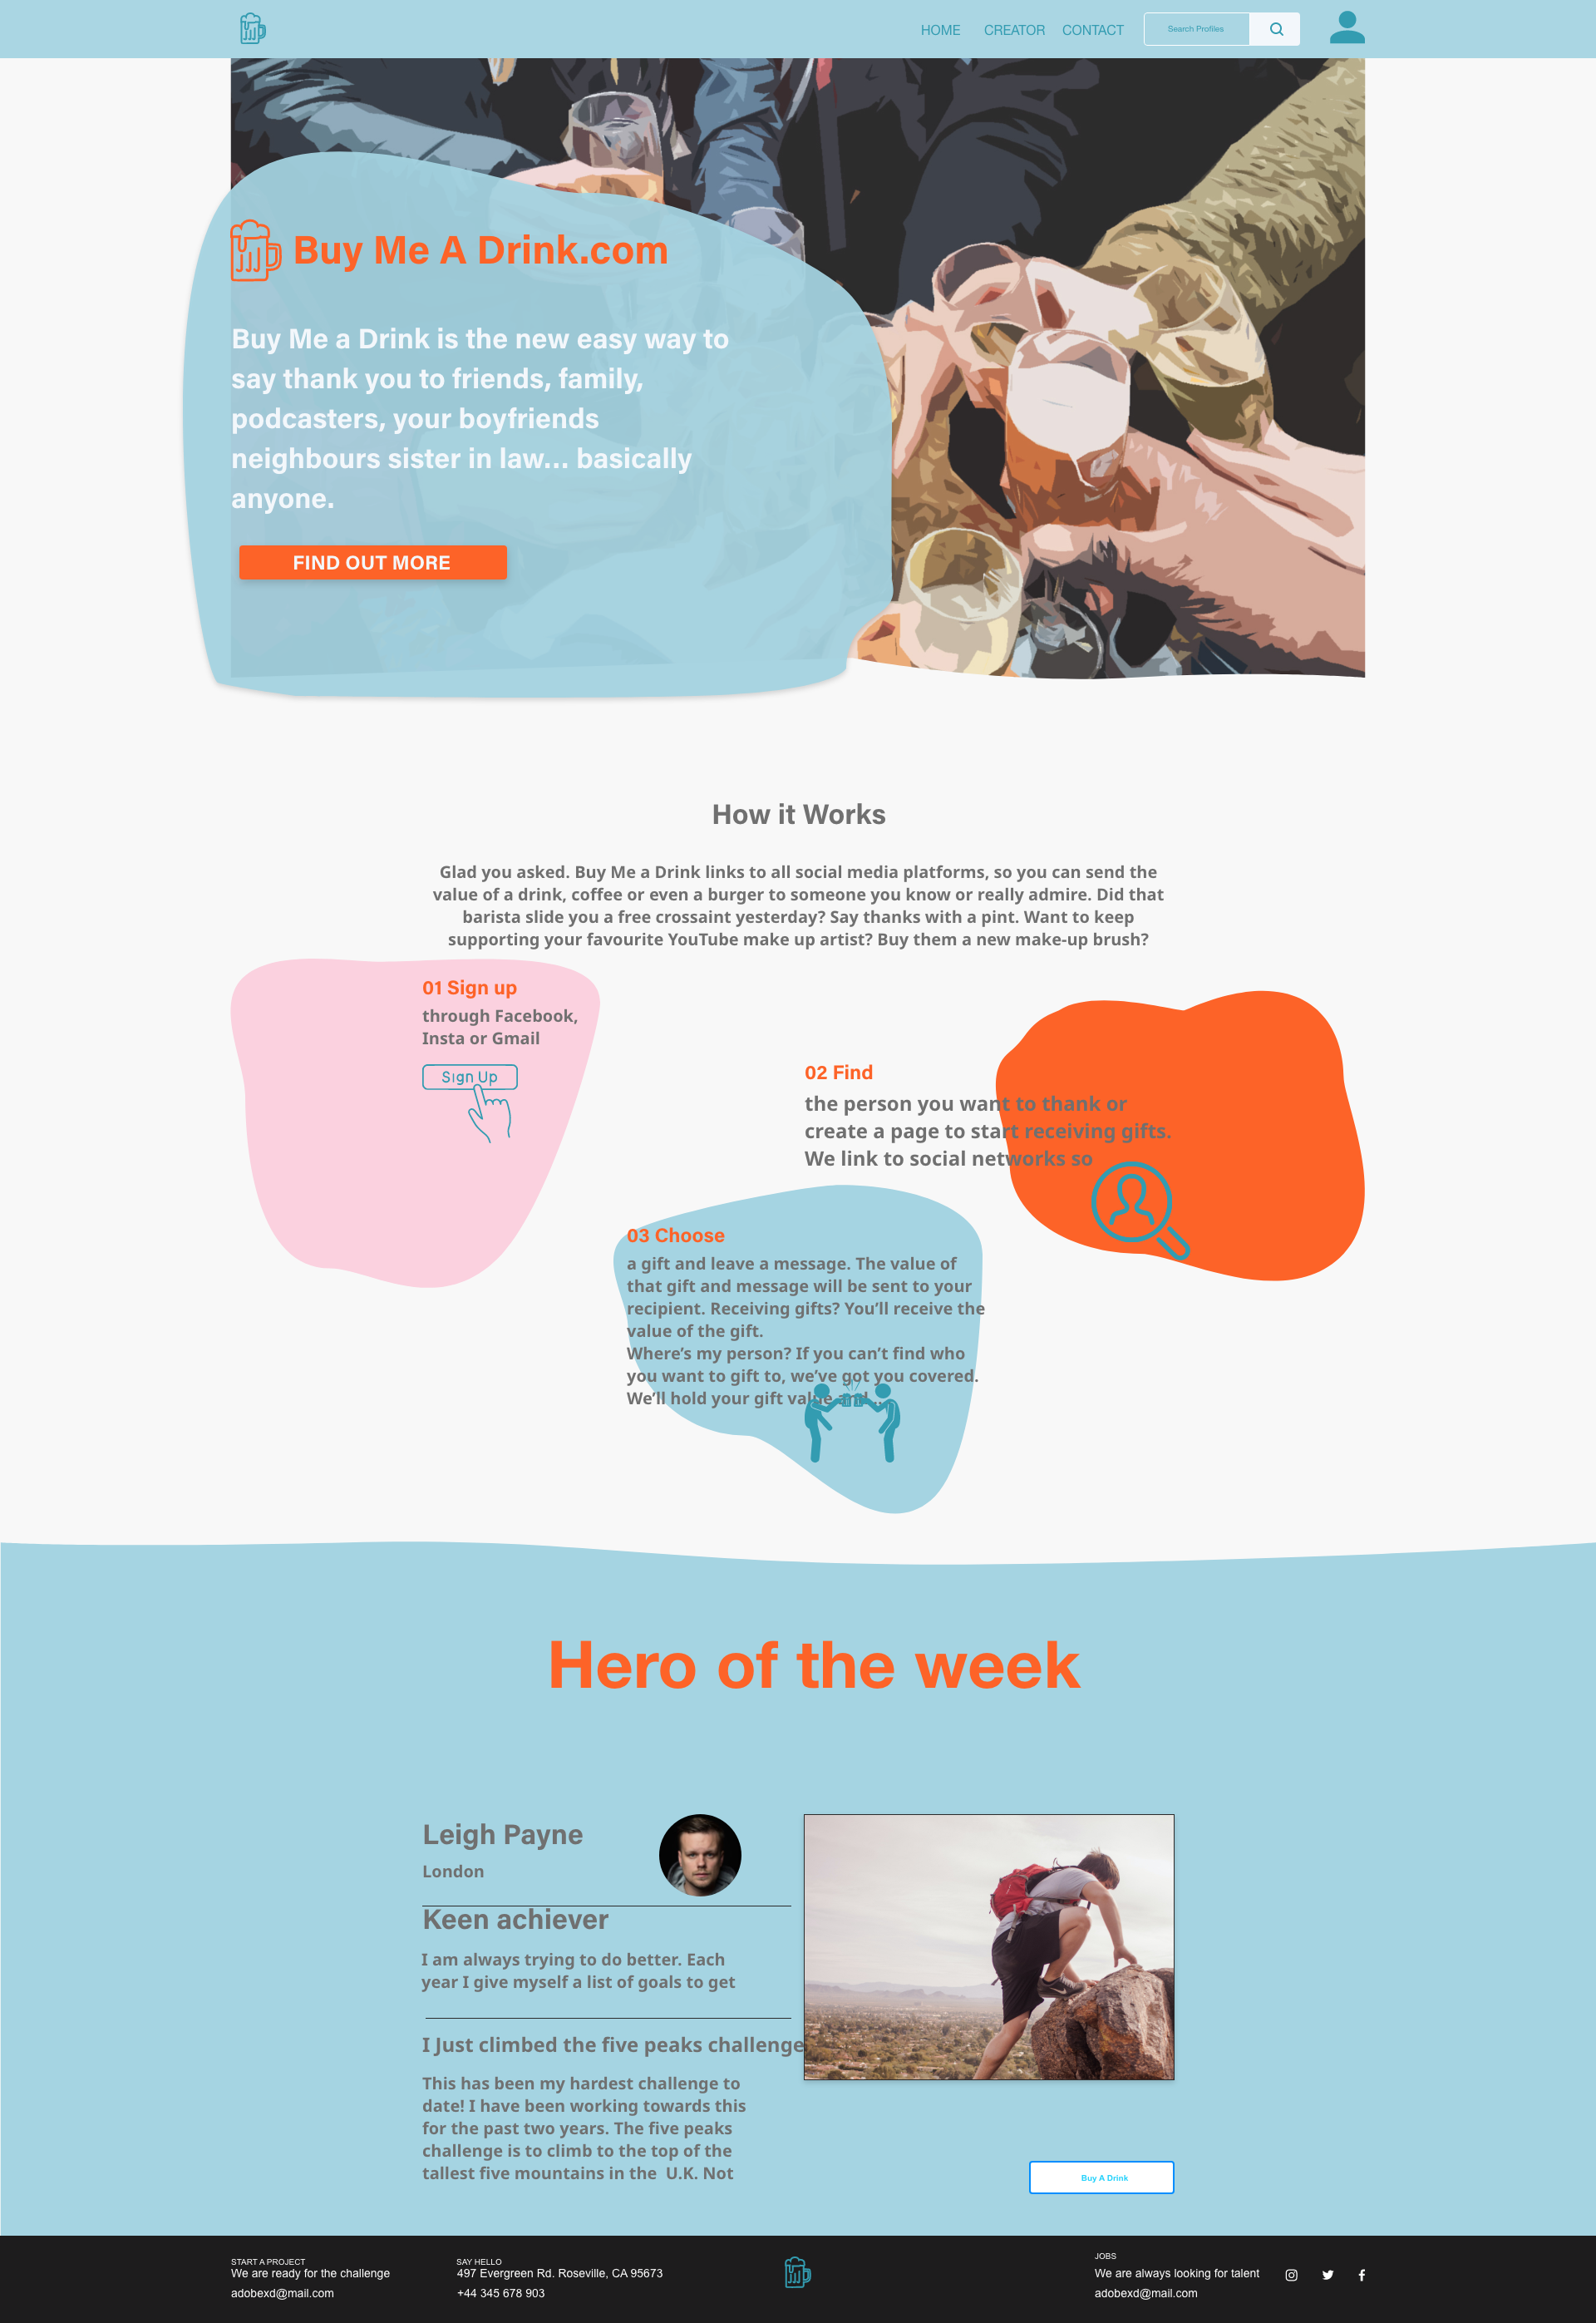 HOME CREATOR CONTACT Search Profiles
Buy Me A Drink.com
Buy Me a Drink is the new easy way to
say thank you to friends, family,
podcasters, your boyfriends
neighbours sister in law... basically
anyone.
FIND OUT MORE
How it Works
Glad you asked. Buy Me a Drink links to all social media platforms, so you can send the
value of a drink, coffee or even a burger to someone you know or really admire. Did that
barista slide you a free crossaint yesterday? Say thanks with a pint. Want to keep
supporting your favourite YouTube make up artist? Buy them a new make-up brush?
01 Sign up
through Facebook,
Insta or Gmail
Sign Up
02 Find
the person you want to thank or
create a page to start receiving gifts.
We link to social networks so
03 Choose
a gift and leave a message. The value of
that gift and message will be sent to your
recipient. Receiving gifts? You’ll receive the
value of the gift.
Where’s my person? If you can’t find who
you want to gift to, we’ve got you covered.
We’ll hold your gift value and...
Hero of the week
Leigh Payne
London
Keen achiever
I am always trying to do better. Each
year I give myself a list of goals to get
I Just climbed the five peaks challenge
This has been my hardest challenge to
date! I have been working towards this
for the past two years. The five peaks
challenge is to climb to the top of the
tallest five mountains in the  U.K. Not
Buy A Drink
START A PROJECT
We are ready for the challenge
adobexd@mail.com
SAY HELLO
497 Evergreen Rd. Roseville, CA 95673
+44 345 678 903
JOBS
We are always looking for talent
adobexd@mail.com